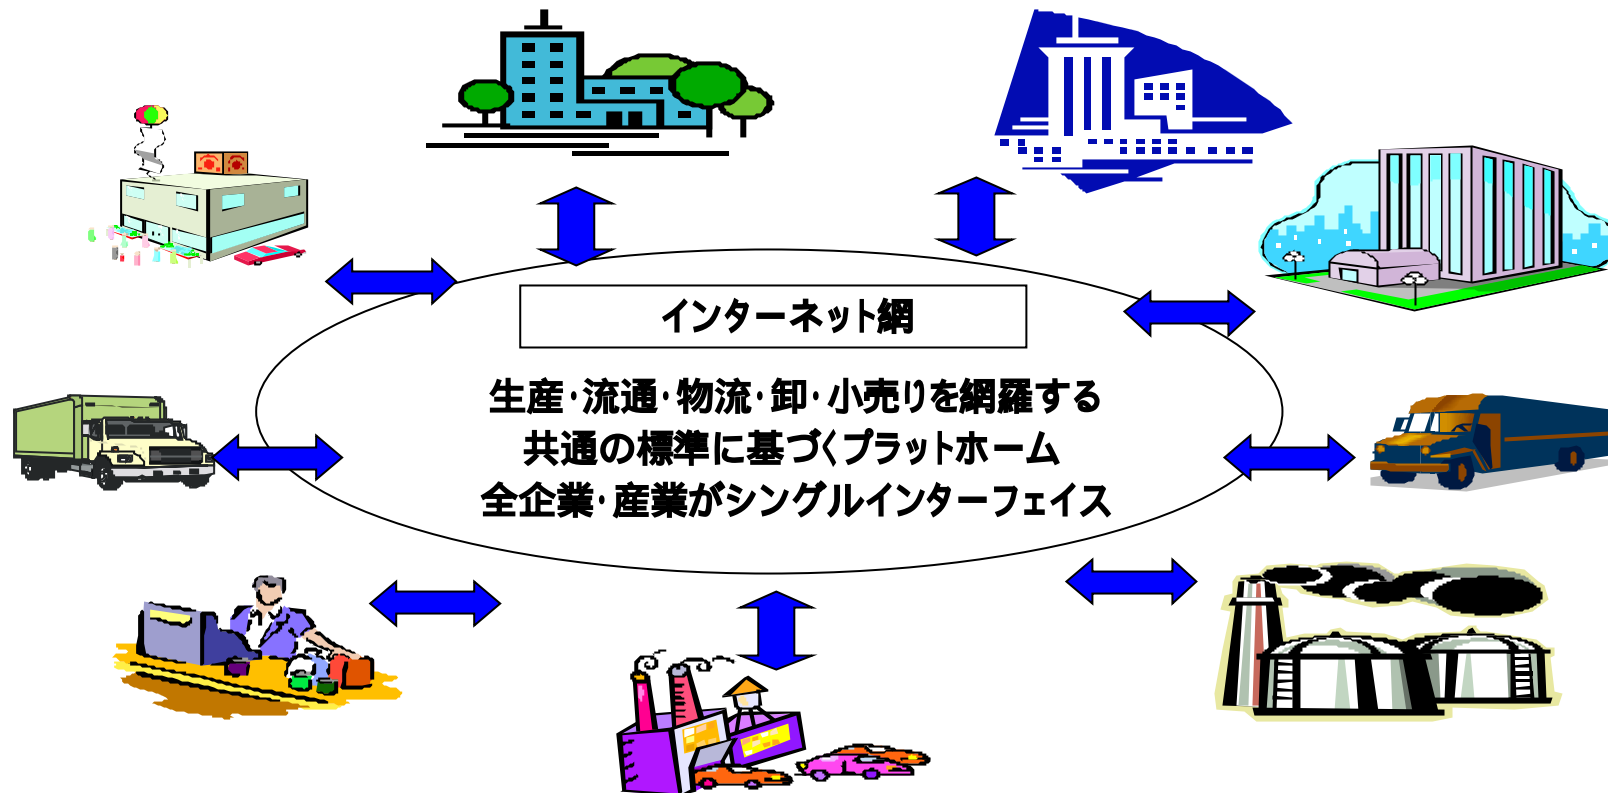 インターネット網
生産・流通・物流・卸・小売りを網羅する
共通の標準に基づくプラットホーム
全企業・産業がシングルインターフェイス